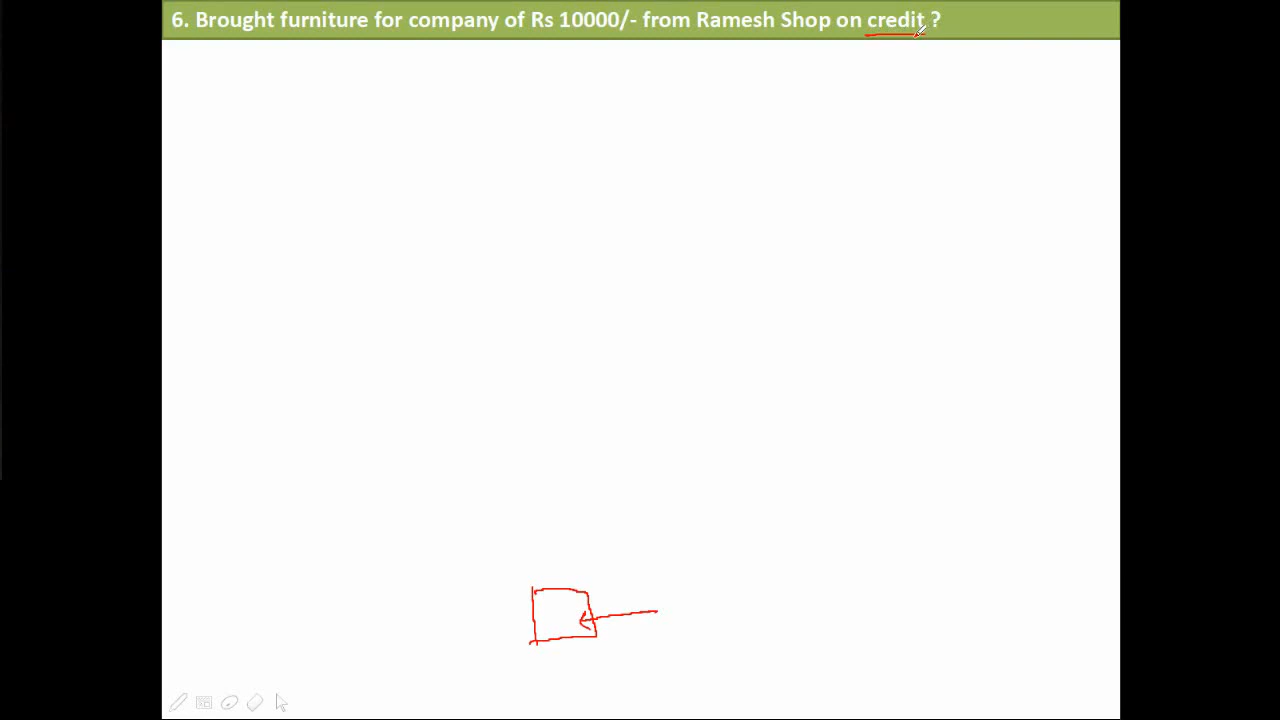 6. Brought furniture for company of Rs 10000/- from Ramesh Shop on credit ?